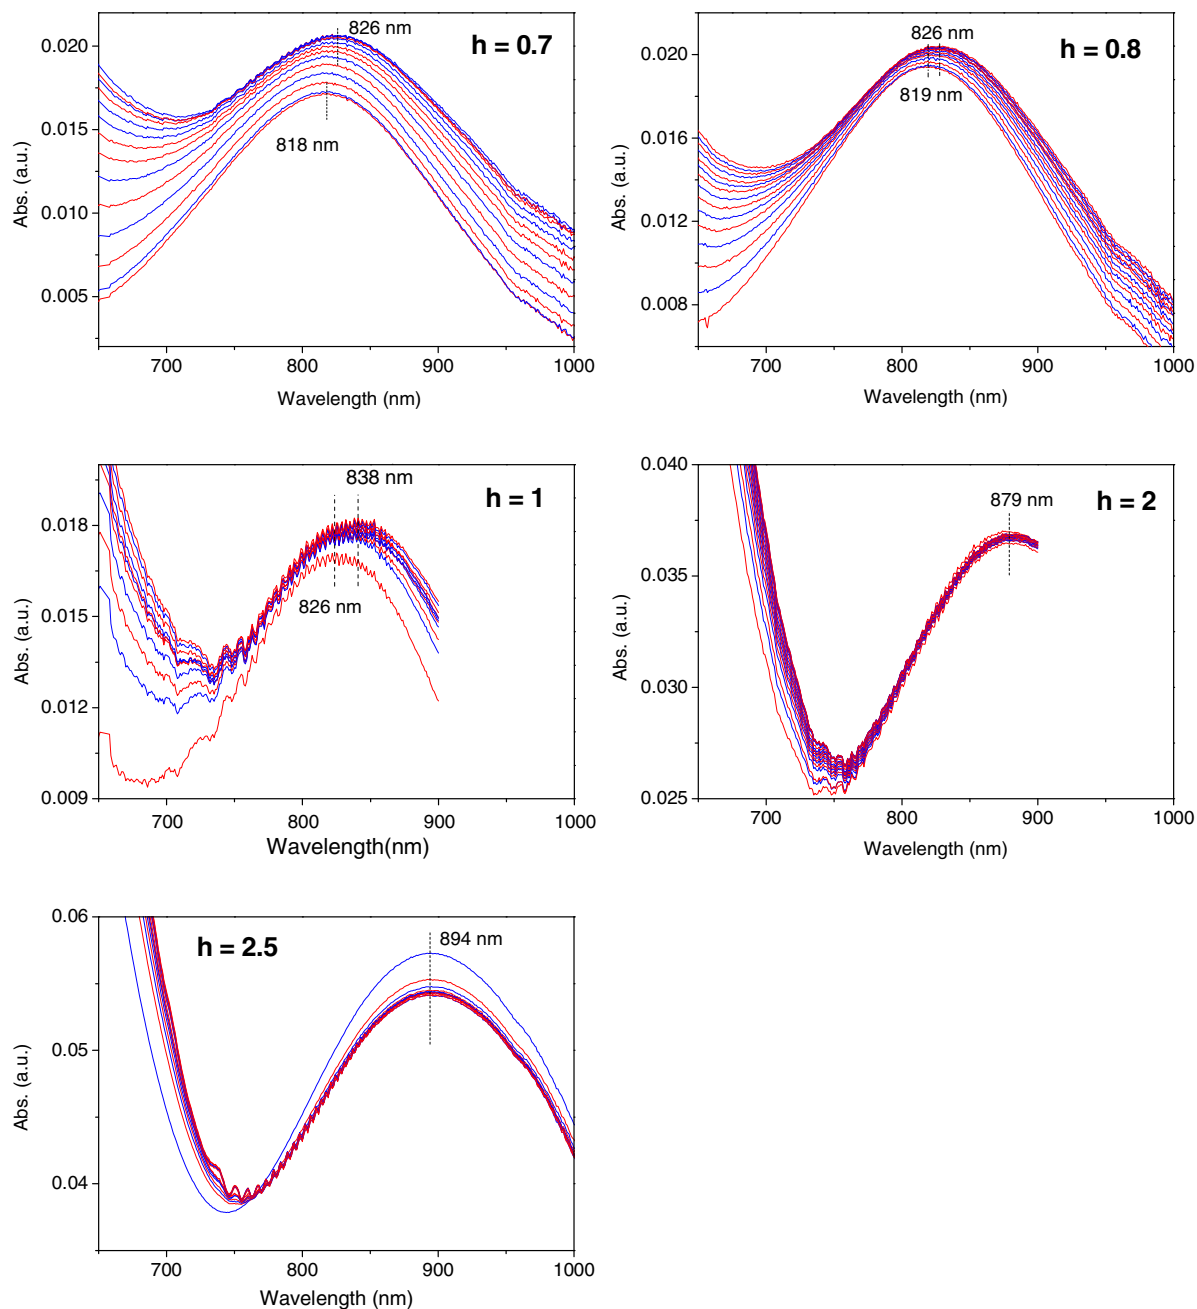 826 nm
h = 0.7
0.020
0.015
0.010
0.005
818 nm
Abs. (a.u.)
700 800 900 1000
Wavelength (nm)
826 nm
h = 0.8
0.020
0.016
0.012
0.008
819 nm
Abs. (a.u.)
700 800 900 1000
Wavelength (nm)
838 nm
h = 1
0.018
0.015
0.012
0.009
826 nm
Abs. (a.u.)
700 800 900 1000
Wavelength(nm)
0.040
0.035
0.030
0.025
879 nm
h = 2
Abs. (a.u.)
700 800 900 1000
Wavelength (nm)
0.06
0.05
0.04
h = 2.5
894 nm
Abs. (a.u.)
700 800 900 1000
Wavelength (nm)